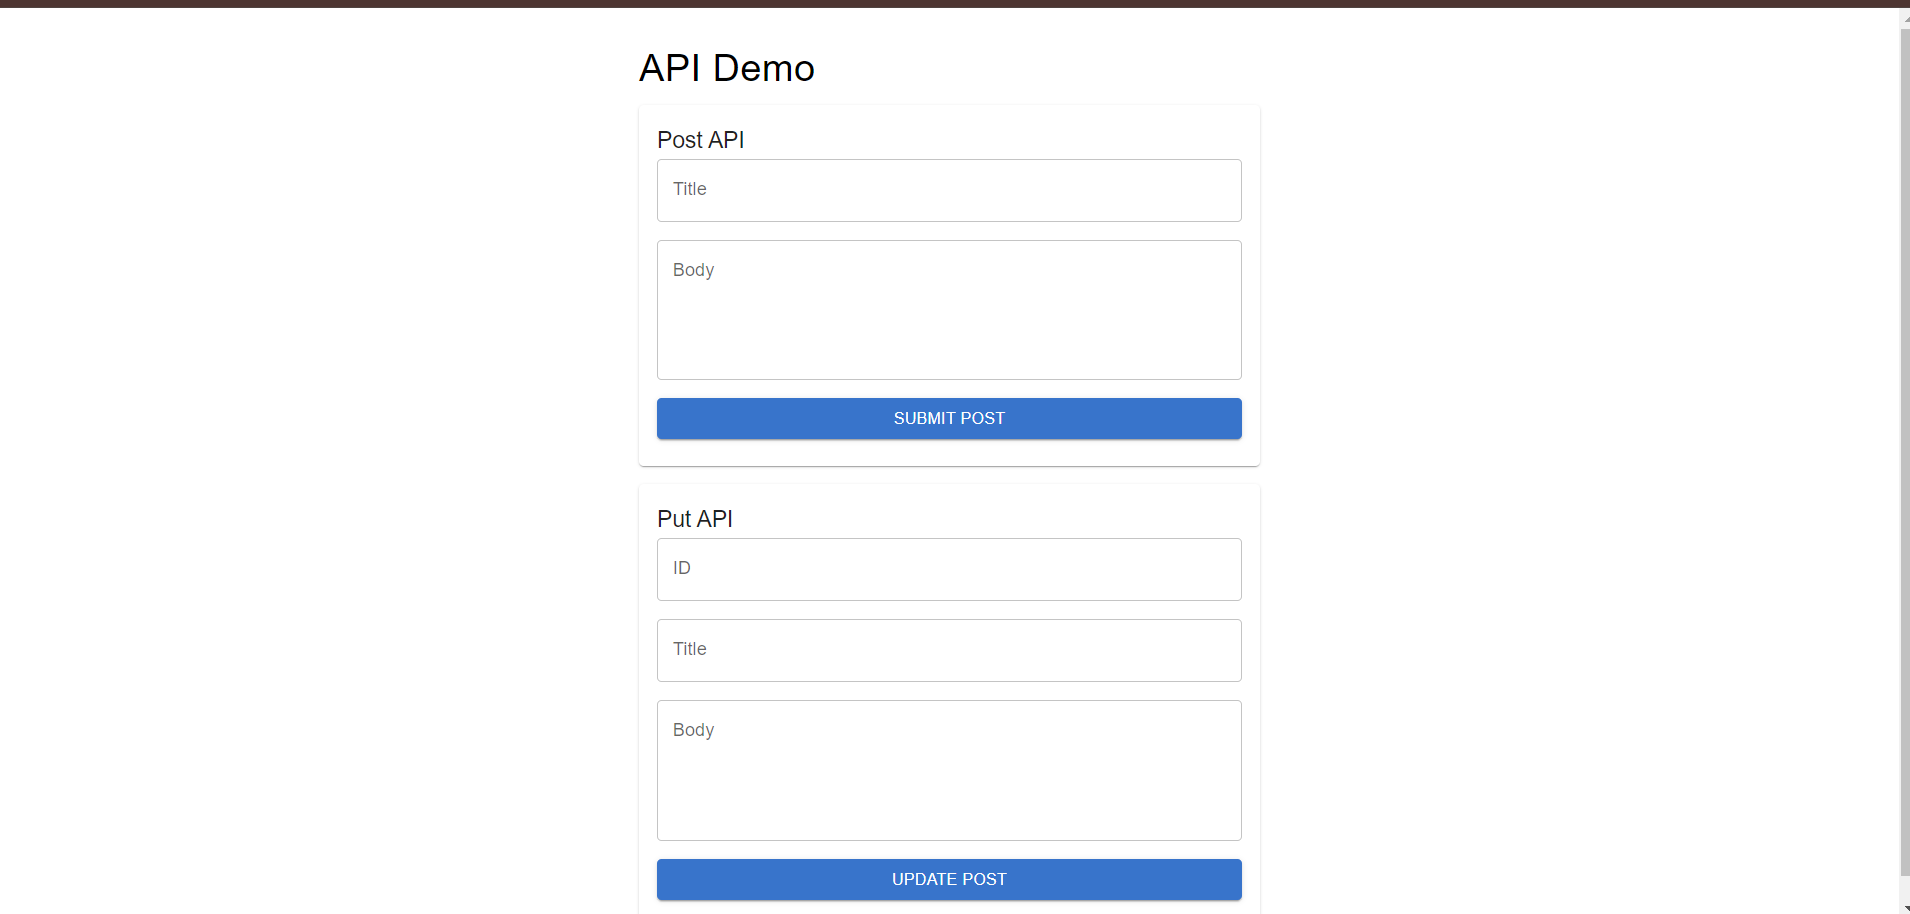 API Demo
Post API
Title
Body
SUBMIT POST
Put API
ID
Title
Body
UPDATE POST